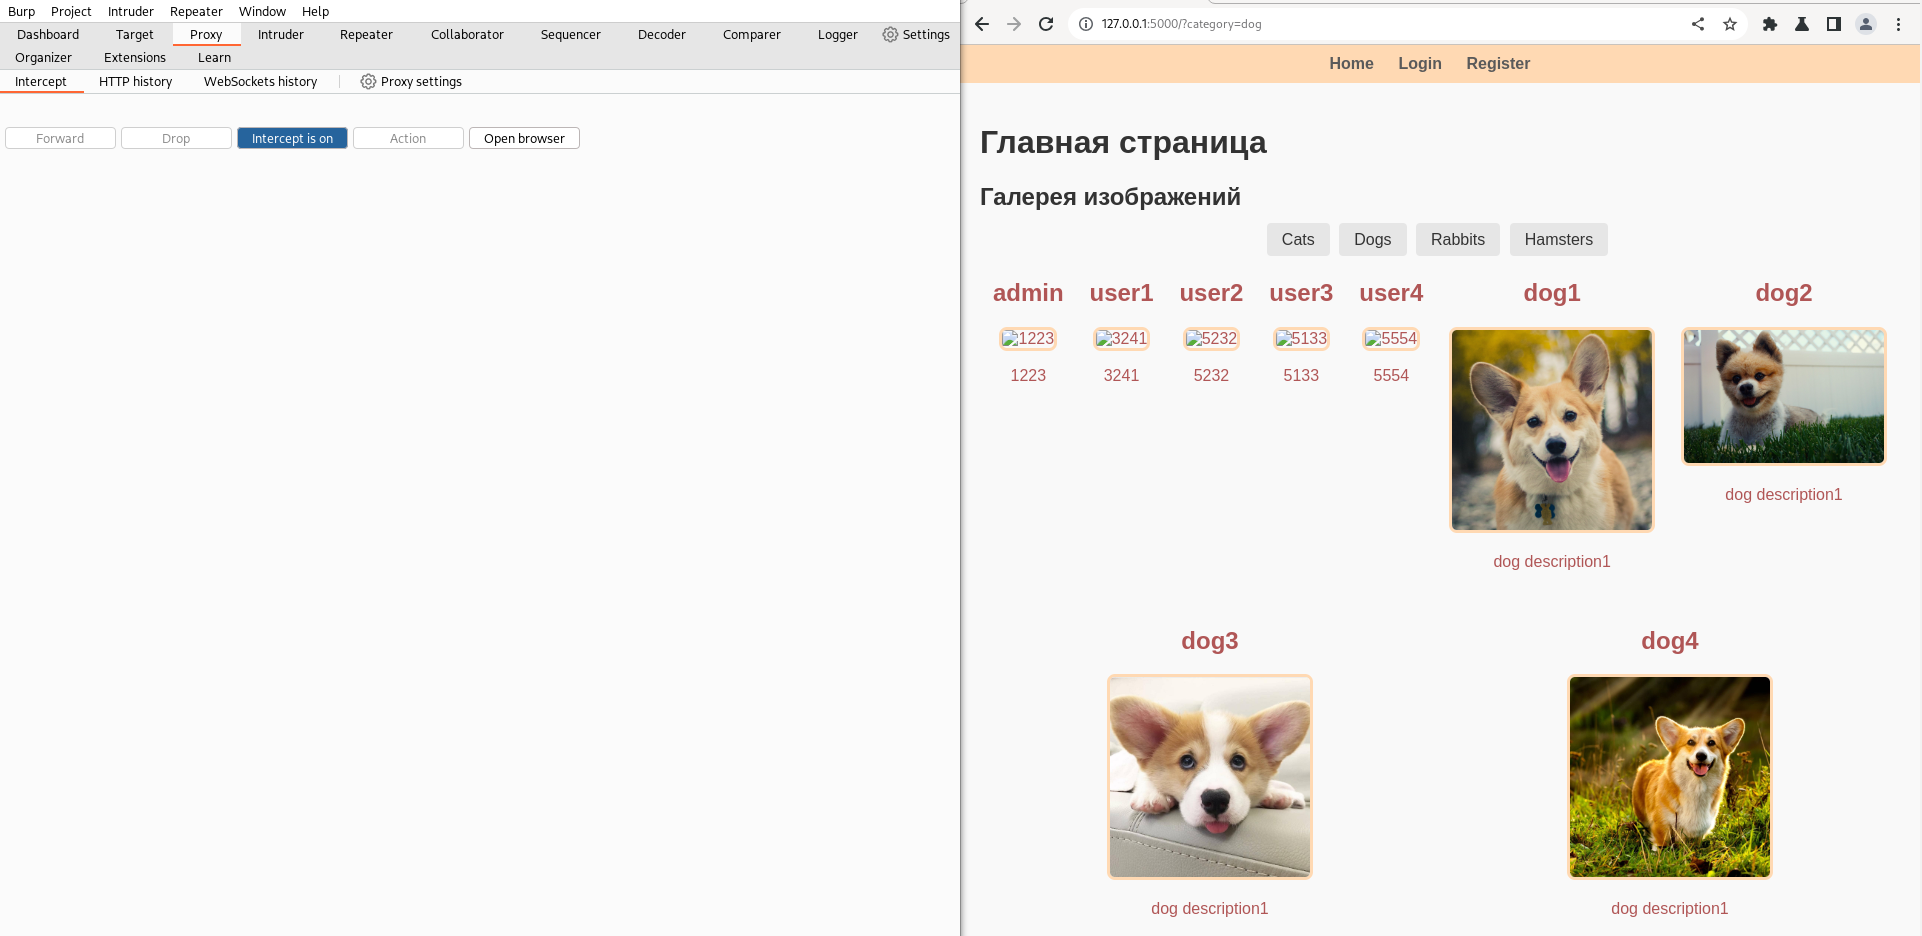 Burp Project Intruder Repeater Window Help
Dashboard Target Proxy Intruder Repeater Collaborator Sequencer Decoder Comparer Logger Settings
Organizer Extensions Learn
Intercept HTTP history WebSockets history Proxy settings
Forward Drop Intercept is on Action Open browser
127.0.0.1:5000/?category=dog
Home Login Register
Главная страница
Галерея изображений
Cats Dogs Rabbits Hamsters
admin user1 user2 user3 user4 dog1 dog2
1223 3241 5232 5133 5554
1223 3241 5232 5133 5554
dog description1
dog description1
dog3 dog4
dog description1 dog description1